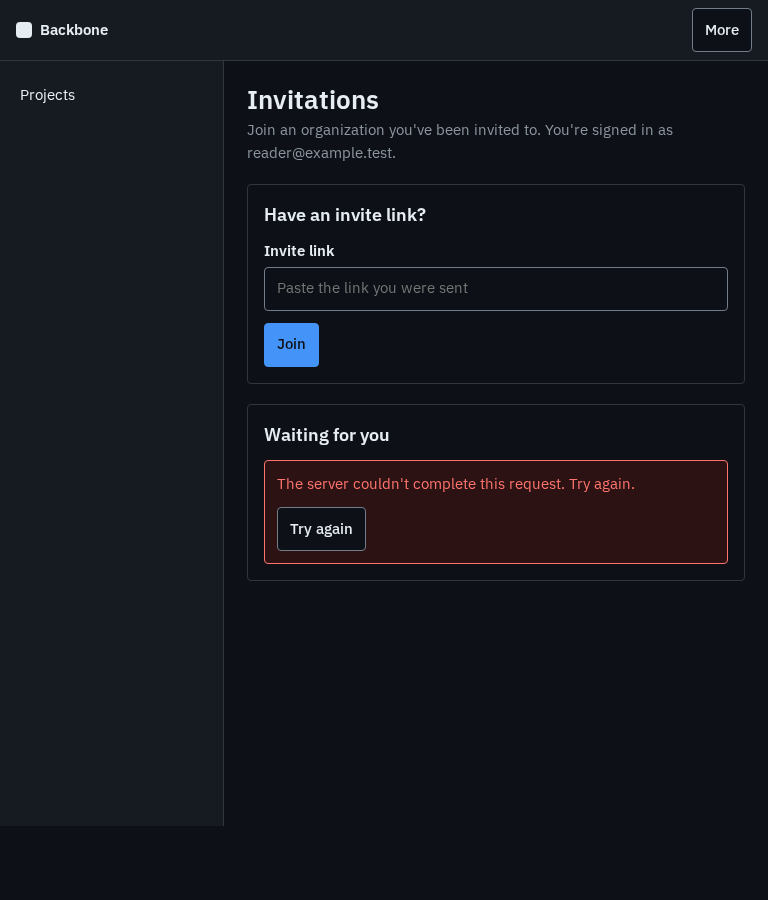 Backbone
More
Projects
Invitations
Join an organization you've been invited to. You're signed in as
reader@example.test.
Have an invite link?
Invite link
Paste the link you were sent
Join
Waiting for you
The server couldn't complete this request. Try again.
Try again